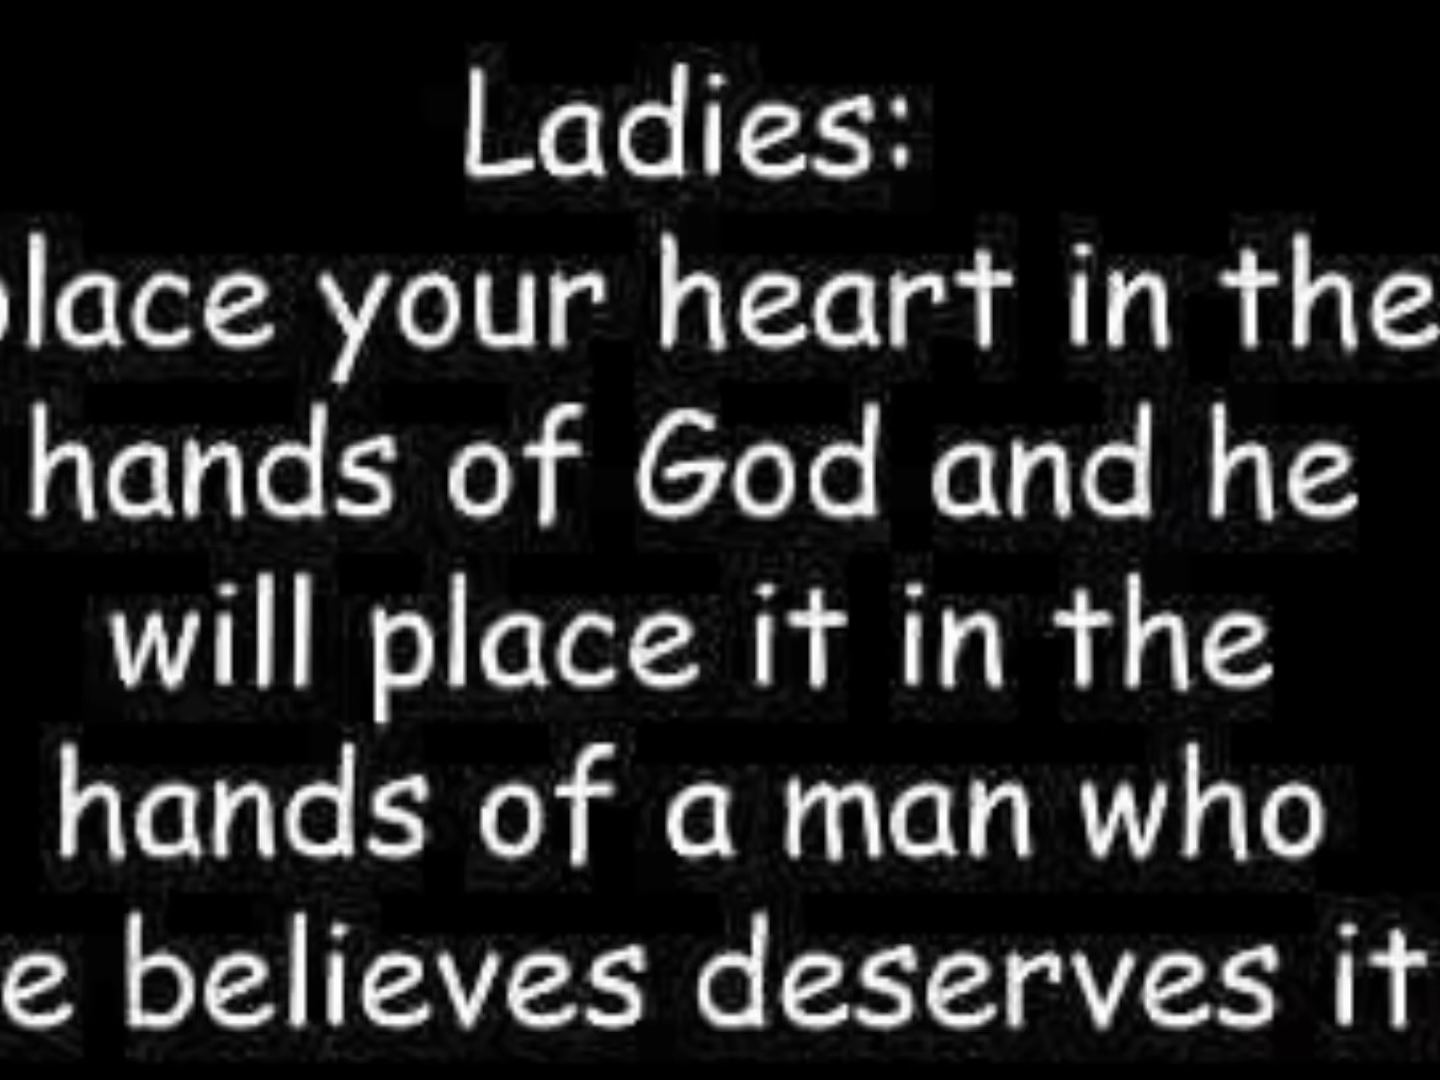 Ladies:
place your heart in the
hands of God and he
will place it in the
hands of a man who
e believes deserves it